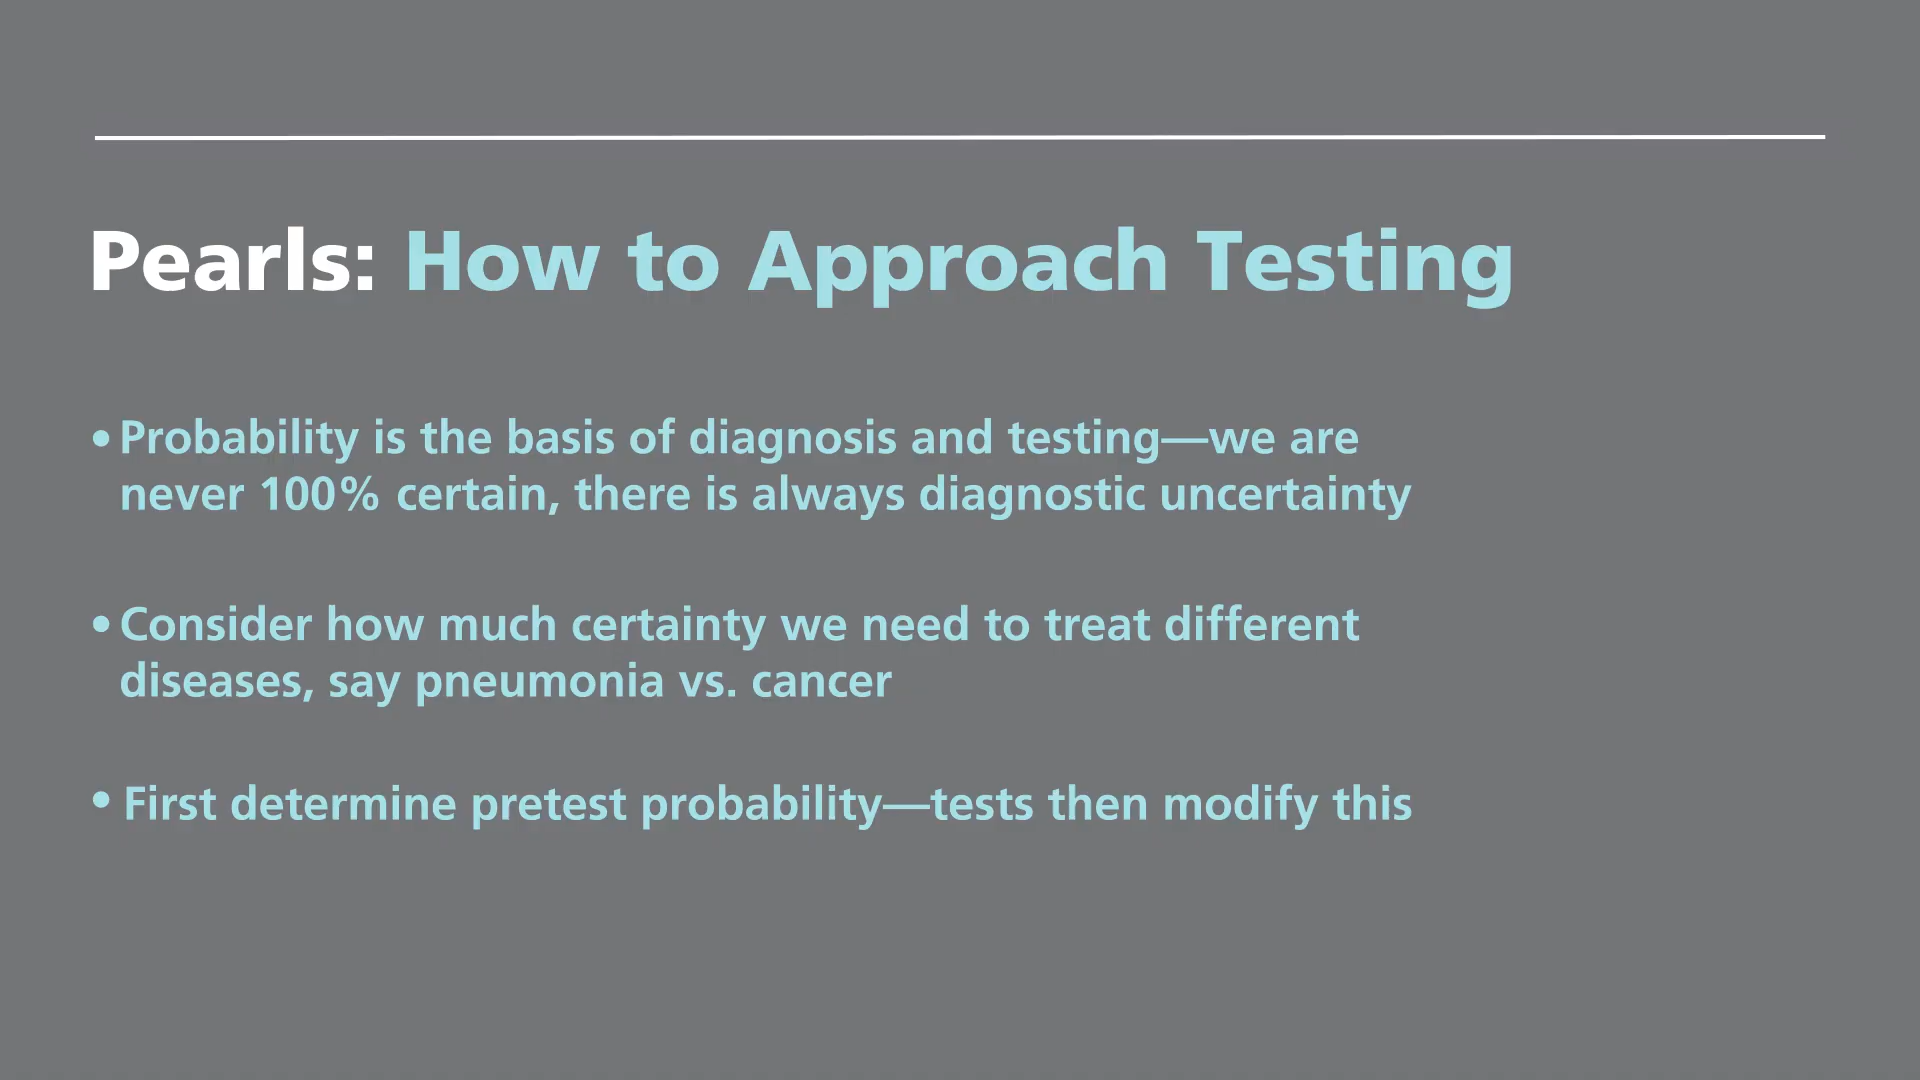 Pearls: How to Approach Testing
• Probability is the basis of diagnosis and testing—we are
never 100% certain, there is always diagnostic uncertainty
• Consider how much certainty we need to treat different
diseases, say pneumonia vs. cancer
• First determine pretest probability—tests then modify this